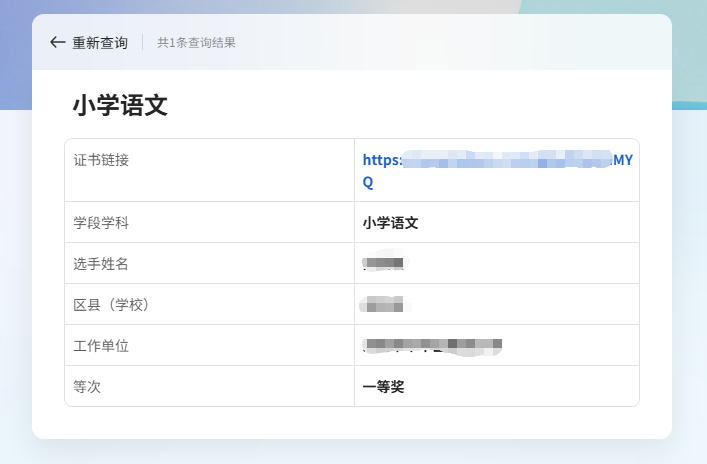 重新查询
共1条查询结果
小学语文
证书链接
https:
MY
Q
学段学科
小学语文
选手姓名
区县（学校）
工作单位
等次
一等奖